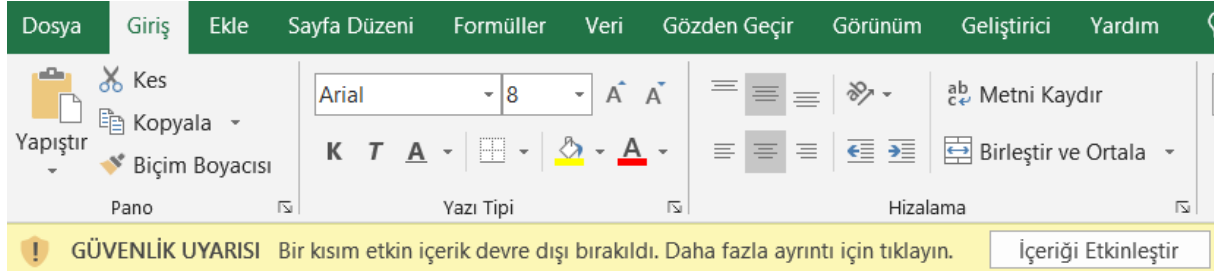 Dosya Giriş Ekle Sayfa Düzeni Formüller Veri Gözden Geçir Görünüm Geliştirici Yardım
Yapıştır
Kes
Kopyala
Biçim Boyacısı
Pano
Arial 8 A A
K T A A
Yazı Tipi
ab c Metni Kaydır
Birleştir ve Ortala
Hizalama
GÜVENLİK UYARISI Bir kısım etkin içerik devre dışı bırakıldı. Daha fazla ayrıntı için tıklayın. İçeriği Etkinleştir